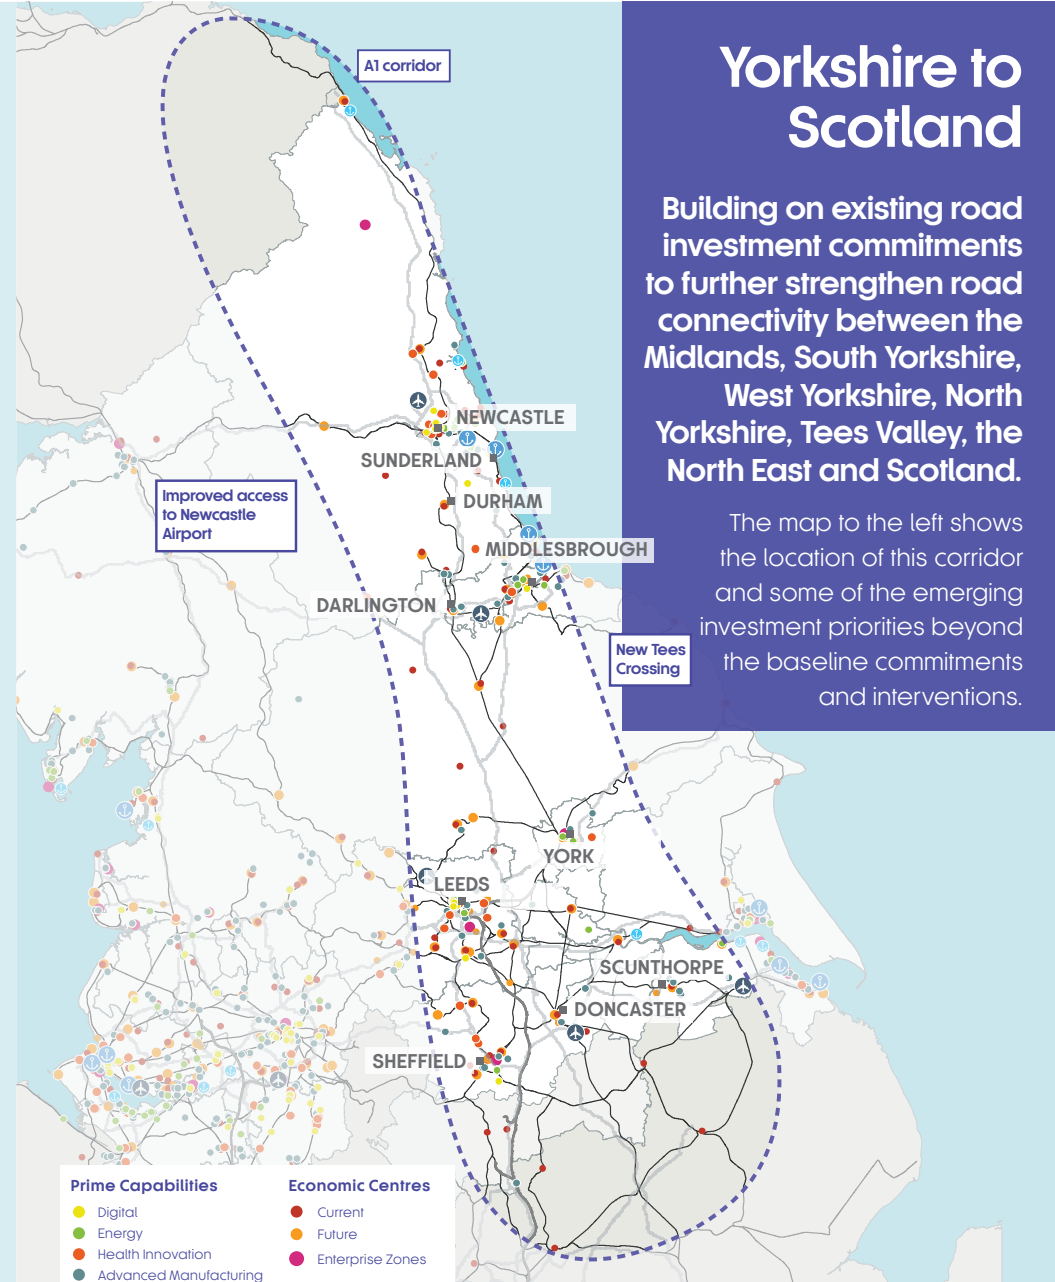 Yorkshire to
Scotland
Building on existing road
investment commitments
to further strengthen road
connectivity between the
Midlands, South Yorkshire,
West Yorkshire, North
Yorkshire, Tees Valley, the
North East and Scotland.
The map to the left shows
the location of this corridor
and some of the emerging
investment priorities beyond
the baseline commitments
and interventions.
A1 corridor
NEWCASTLE
SUNDERLAND
Improved access
to Newcastle
Airport
DURHAM
MIDDLESBROUGH
DARLINGTON
New Tees
Crossing
YORK
LEEDS
SCUNTHORPE
DONCASTER
SHEFFIELD
Prime Capabilities
Digital
Energy
Health Innovation
Advanced Manufacturing
Economic Centres
Current
Future
Enterprise Zones